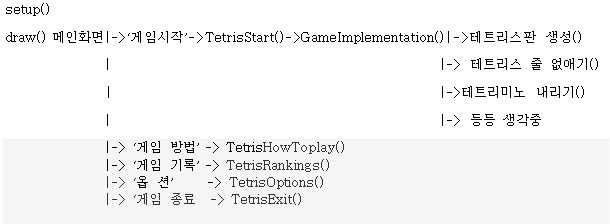 setup()
draw() 메인화면|->‘게임시작’->TetrisStart()->GameImplementation()|->테트리스판 생성()
| |-> 테트리스 줄 없애기()
| |->테트리미노 내리기()
| |-> 등등 생각중
|-> ‘게임 방법’ -> TetrisHowToplay()
|-> ‘게임 기록’ -> TetrisRankings()
|-> ‘옵 션’ -> TetrisOptions()
|-> ‘게임 종료 -> TetrisExit()